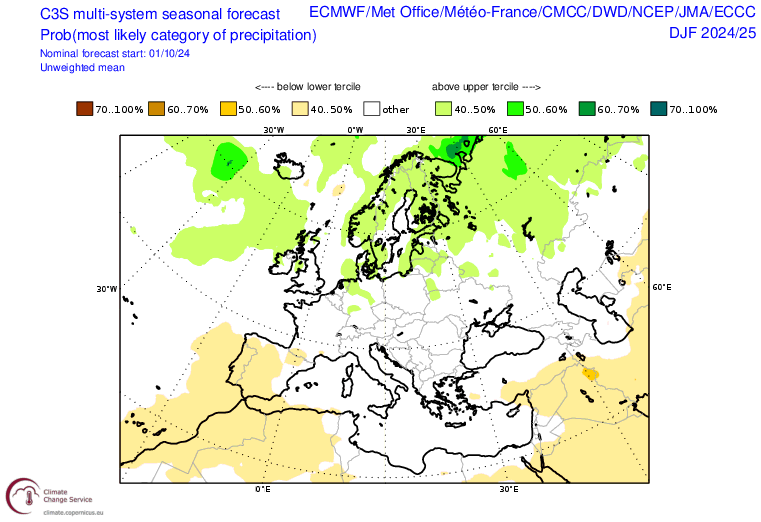 C3S multi-system seasonal forecast ECMWF/Met Office/Météo-France/CMCC/DWD/NCEP/JMA/ECCC
Prob(most likely category of precipitation) DJF 2024/25
Nominal forecast start: 01/10/24
Unweighted mean
<---- below lower tercile above upper tercile ---->
70..100% 60..70% 50..60% 40..50% other 40..50% 50..60% 60..70% 70..100%
30°W 0°W 30°E 60°E
30°W 60°E
0°E 30°E
Climate
Change Service
climate.copernicus.eu